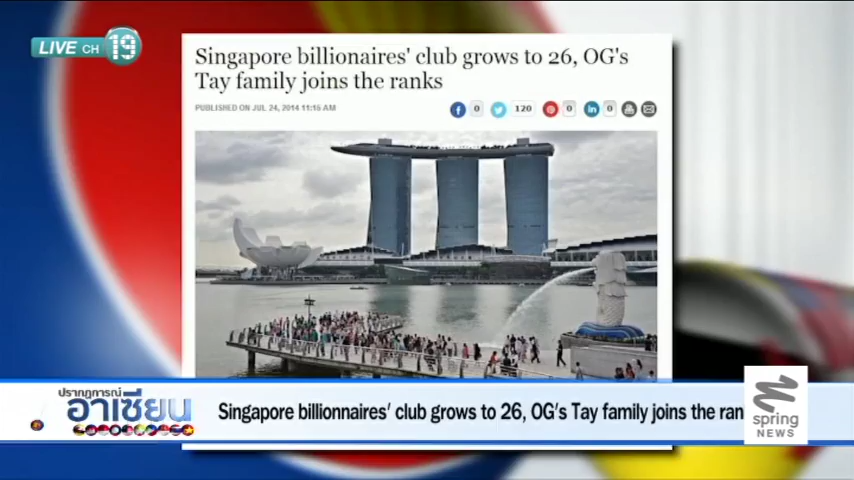 LIVE CH 19
Singapore billionaires' club grows to 26, OG's
Tay family joins the ranks
PUBLISHED ON JUL 24, 2014 11:15 AM
0
120
0
0
ปรากฏการณ์
อาเซียน
Singapore billionnaires' club grows to 26, OG's Tay family joins the ran
spring
NEWS